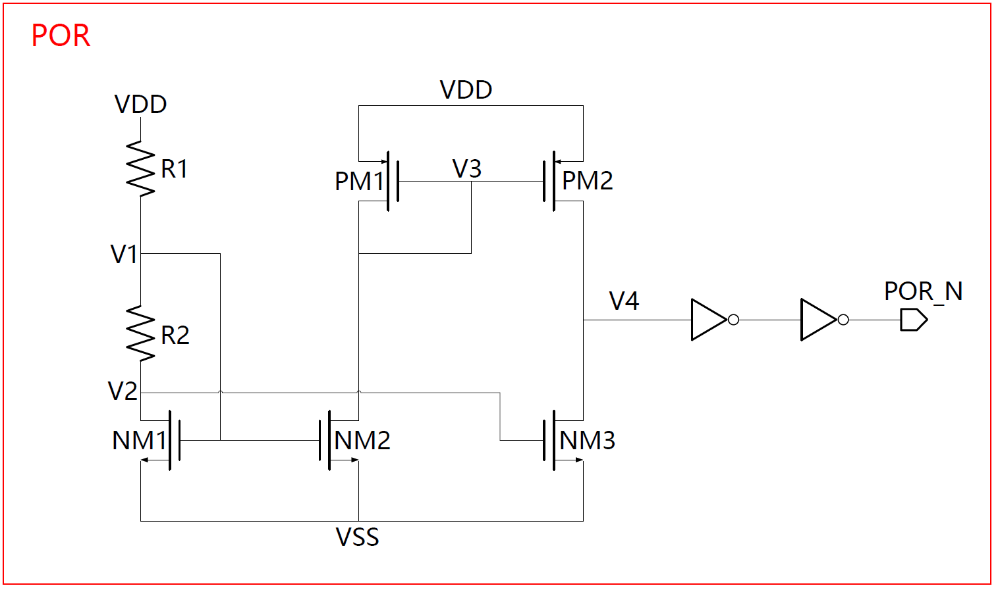 POR
VDD
VDD
R1
PM1
V3
PM2
V1
V4
POR_N
R2
V2
NM1
NM2
NM3
VSS